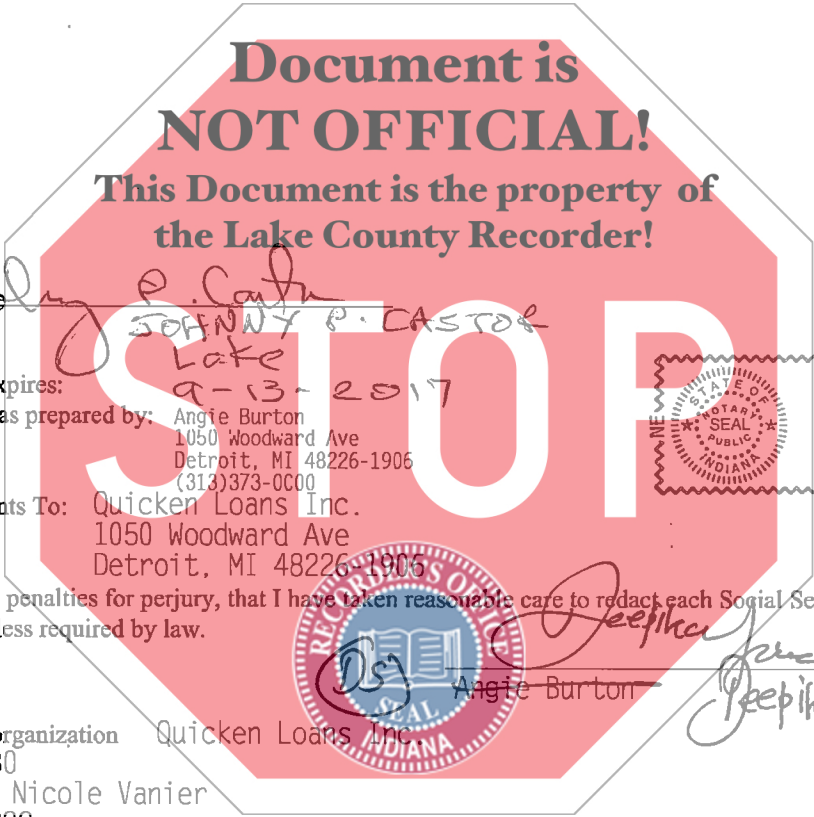 Document is
NOT OFFICIAL!
This Document is the property of
the Lake County Recorder!
STOP
JOHNNY P. CASTOR
Lake
xpires: 9-13-2017
as prepared by: Angie Burton
1050 Woodward Ave
Detroit, MI 48226-1906
(313)373-0000
STATE OF
NOTARY
SEAL
PUBLIC
INDIANA
nts To: Quicken Loans Inc.
1050 Woodward Ave
Detroit, MI 48226-1906
penalties for perjury, that I have taken reasonable care to redact each Social Se
ess required by law.
Deepika
Angie Burton
RECORDER'S OFFICE
SEAL
INDIANA
rganization Quicken Loans Inc.
Nicole Vanier